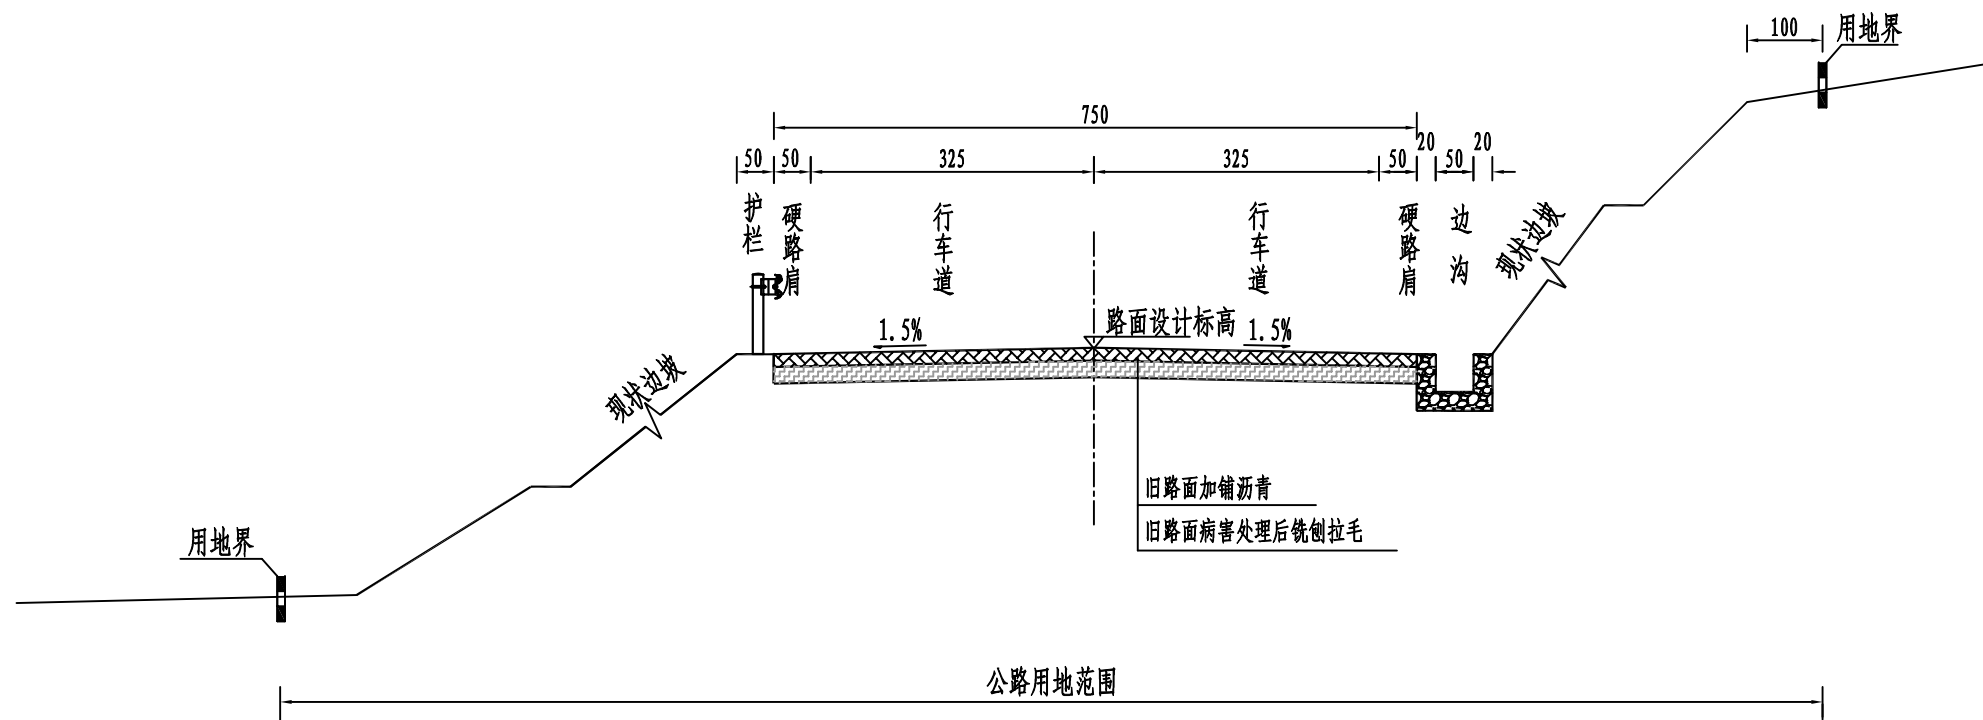 100
用地界
750
50
50
325
325
50
20
50
20
护栏
硬路肩
行车道
行车道
硬路肩
边沟
现状边坡
1.5%
路面设计标高
1.5%
现状边坡
旧路面加铺沥青
旧路面病害处理后铣刨拉毛
用地界
公路用地范围